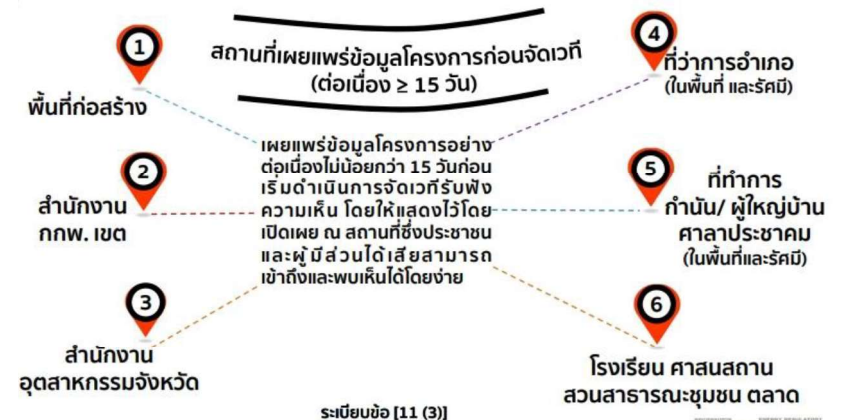 สถานที่เผยแพร่ข้อมูลโครงการก่อนจัดเวที
(ต่อเนื่อง ≥ 15 วัน)
1
พื้นที่ก่อสร้าง
2
สำนักงาน
กกพ. เขต
3
สำนักงาน
อุตสาหกรรมจังหวัด
เผยแพร่ข้อมูลโครงการอย่าง
ต่อเนื่องไม่น้อยกว่า 15 วันก่อน
เริ่มดำเนินการจัดเวทีรับฟัง
ความเห็น โดยให้แสดงไว้โดย
เปิดเผย ณ สถานที่ซึ่งประชาชน
และผู้มีส่วนได้เสียสามารถ
เข้าถึงและพบเห็นได้โดยง่าย
4
ที่ว่าการอำเภอ
(ในพื้นที่ และรัศมี)
5
ที่ทำการ
กำนัน/ ผู้ใหญ่บ้าน
ศาลาประชาคม
(ในพื้นที่และรัศมี)
6
โรงเรียน ศาสนสถาน
สวนสาธารณะชุมชน ตลาด
ระเบียบข้อ [11 (3)]